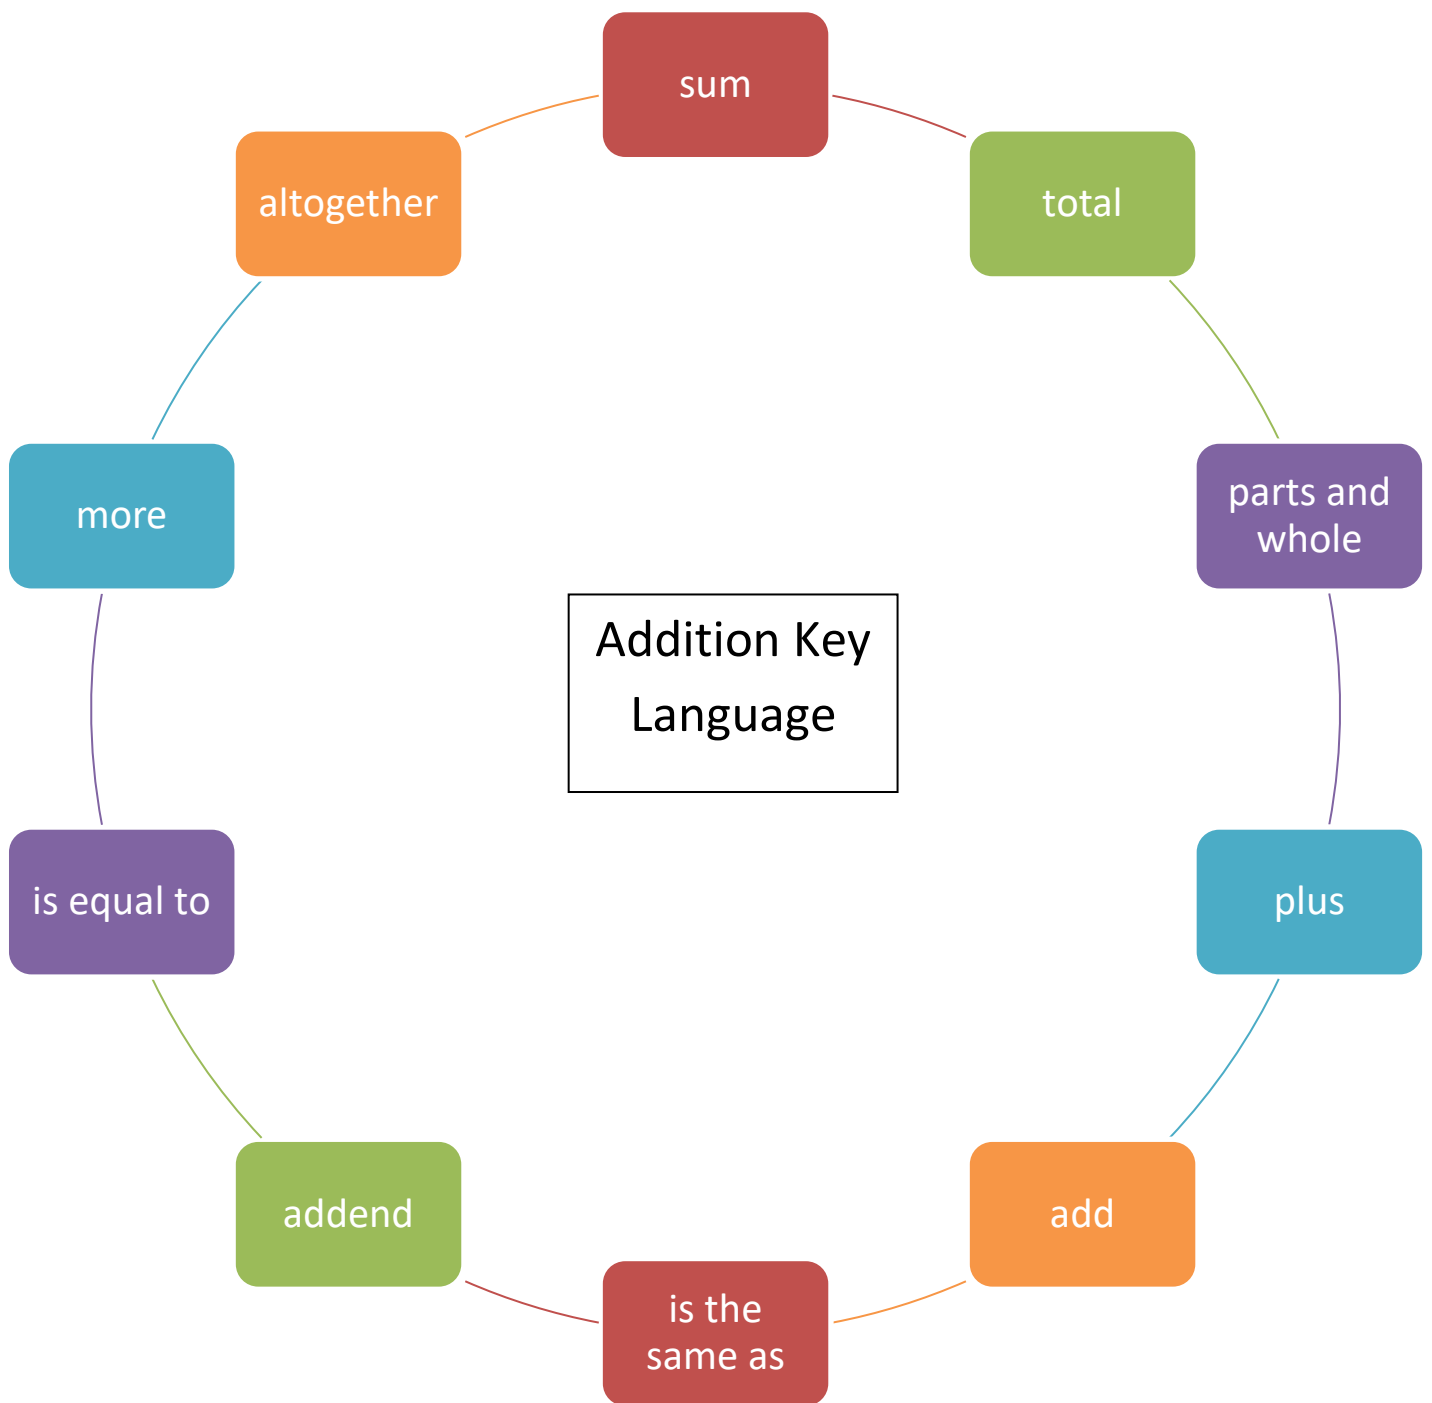 sum
total
parts and
whole
plus
add
is the
same as
addend
is equal to
more
altogether
Addition Key
Language